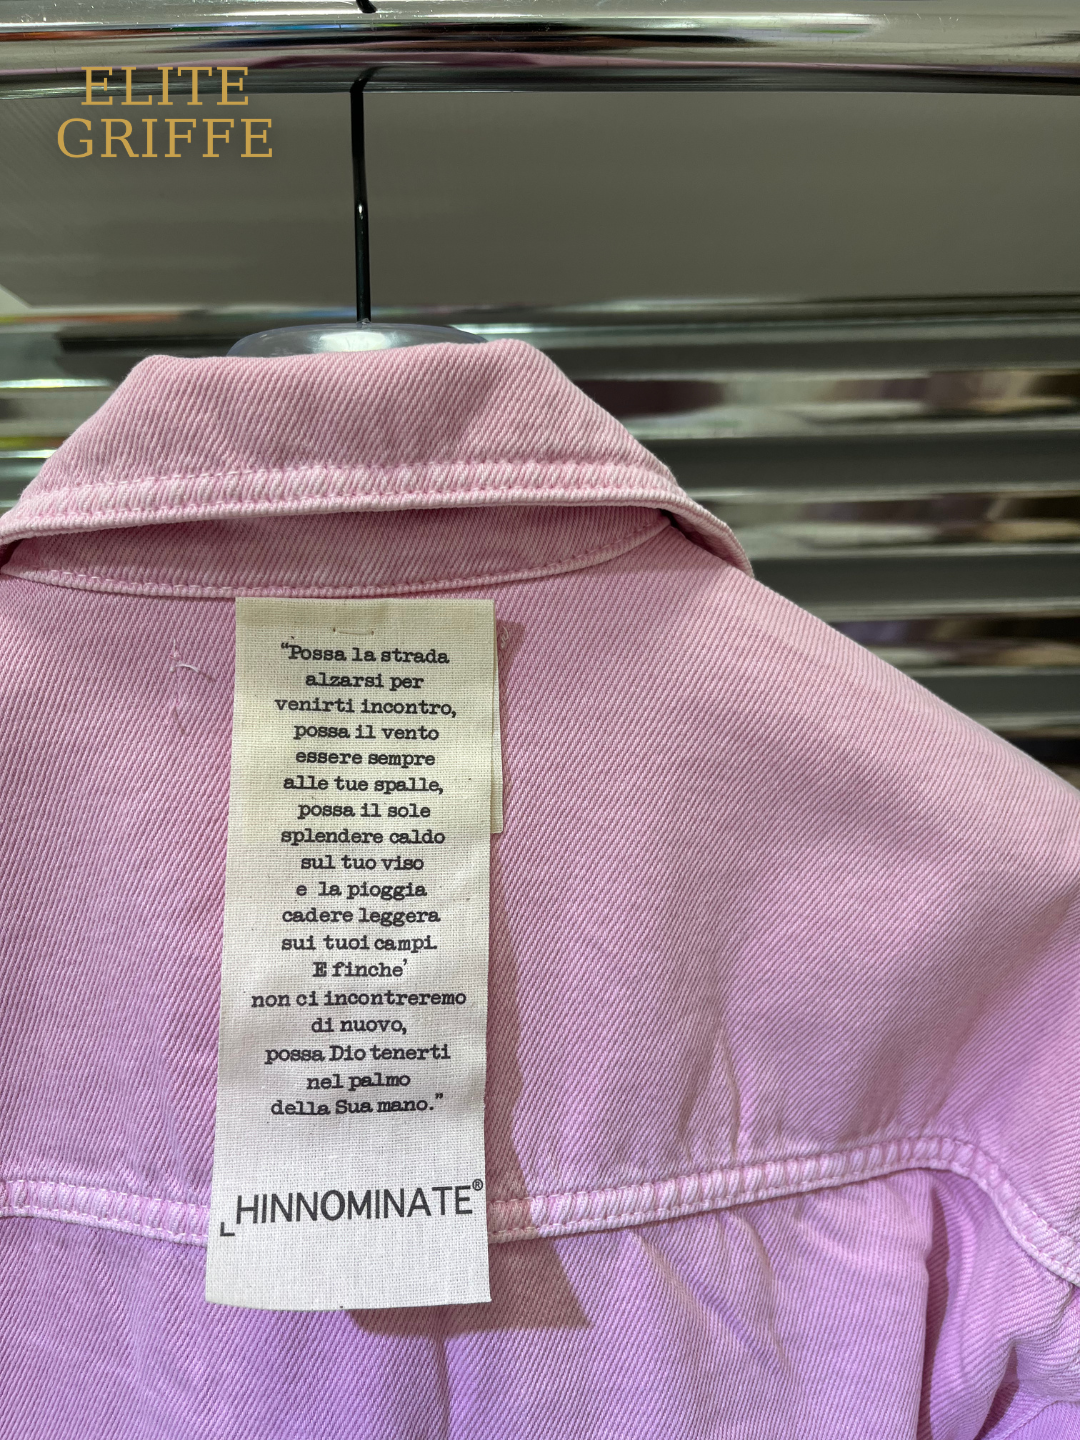 ELITE
GRIFFE
“Possa la strada
alzarsi per
venirti incontro,
possa il vento
essere sempre
alle tue spalle,
possa il sole
splendere caldo
sul tuo viso
e la pioggia
cadere leggera
sui tuoi campi.
E finche’
non ci incontreremo
di nuovo,
possa Dio tenerti
nel palmo
della Sua mano.”
HINNOMINATE®